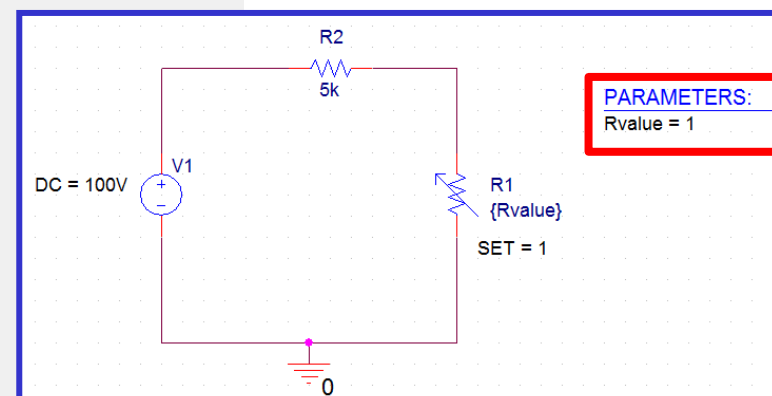 R2
5k
PARAMETERS:
Rvalue = 1
V1
DC = 100V
R1
{Rvalue}
SET = 1
0